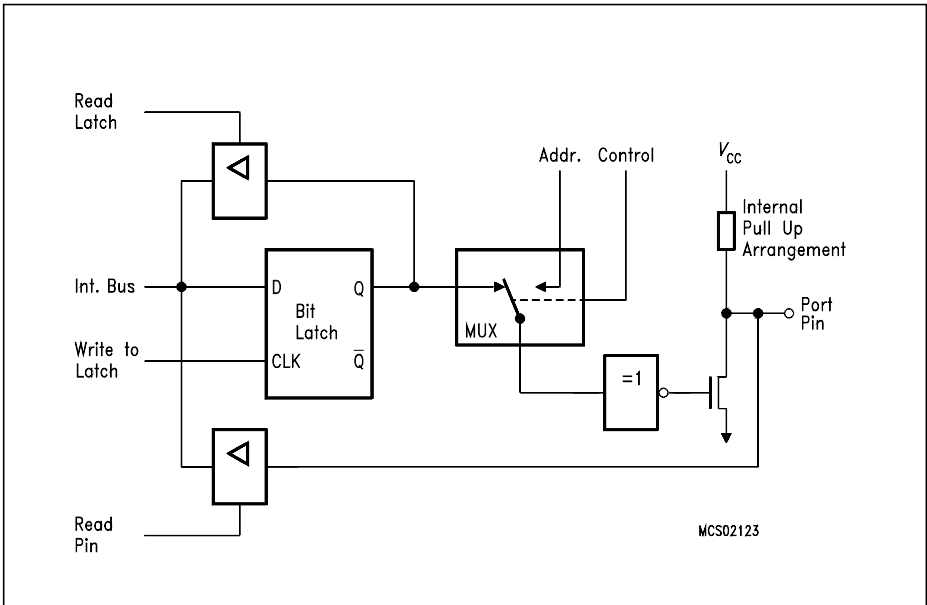 Read
Latch
Addr. Control
VCC
Internal
Pull Up
Arrangement
Int. Bus
D
Q
Bit
Latch
MUX
Port
Pin
Write to
Latch
CLK
Q̅
=1
Read
Pin
MCS02123